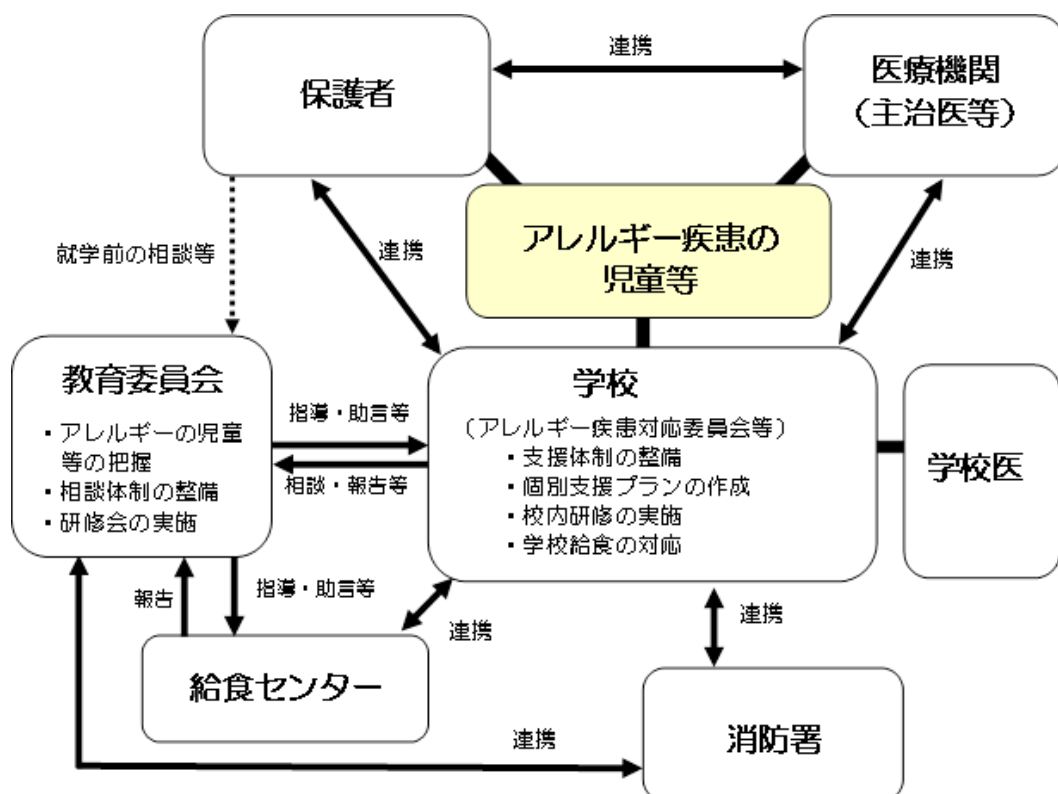 連携
保護者
医療機関
（主治医等）
アレルギー疾患の
児童等
就学前の相談等
連携
連携
教育委員会
・アレルギーの児童
等の把握
・相談体制の整備
・研修会の実施
指導・助言等
相談・報告等
学校
（アレルギー疾患対応委員会等）
・支援体制の整備
・個別支援プランの作成
・校内研修の実施
・学校給食の対応
学校医
報告
指導・助言等
連携
連携
給食センター
消防署
連携